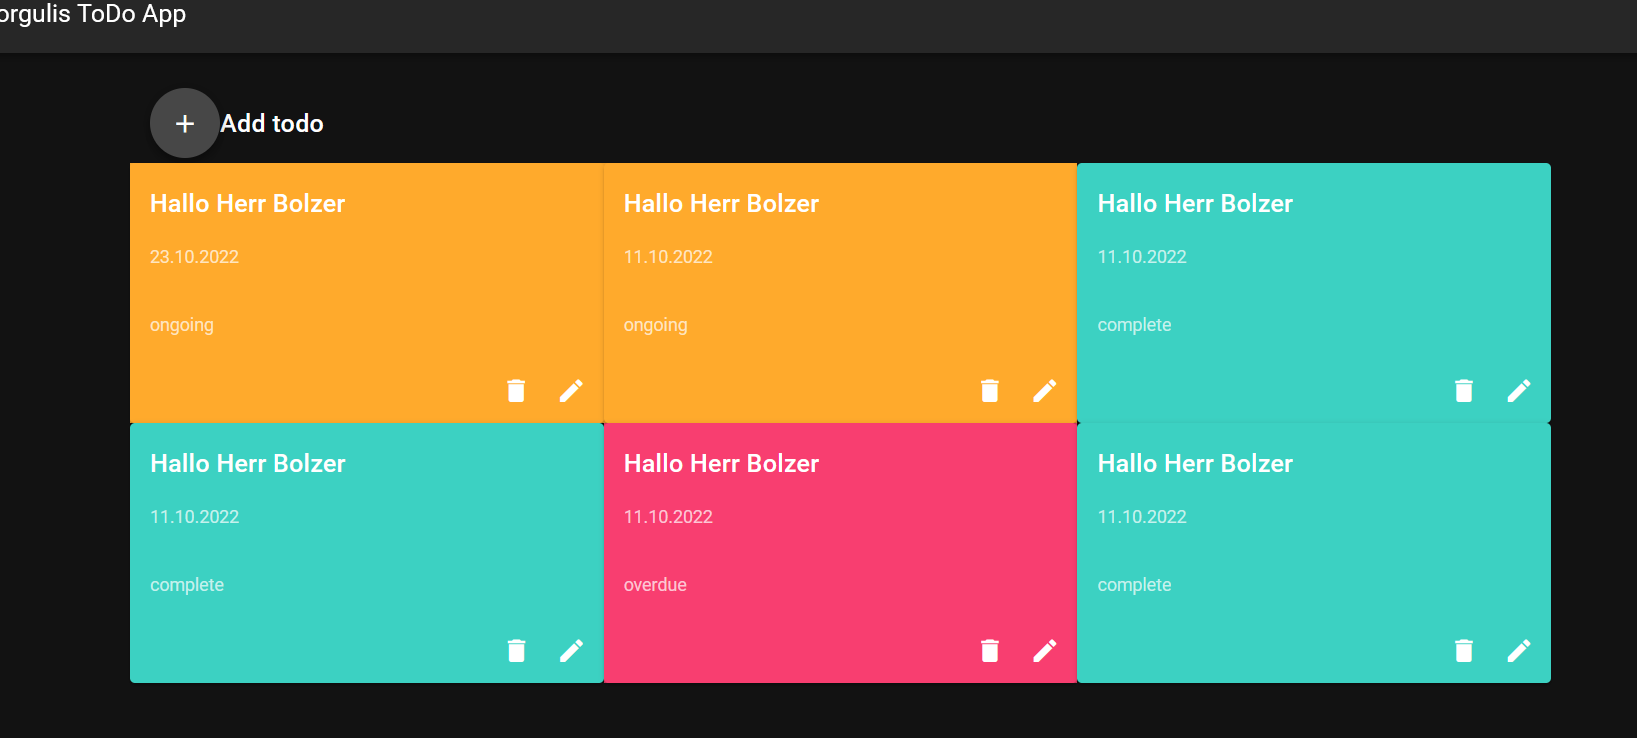 orgulis ToDo App
+ Add todo
Hallo Herr Bolzer
23.10.2022
ongoing
Hallo Herr Bolzer
11.10.2022
ongoing
Hallo Herr Bolzer
11.10.2022
complete
Hallo Herr Bolzer
11.10.2022
complete
Hallo Herr Bolzer
11.10.2022
overdue
Hallo Herr Bolzer
11.10.2022
complete